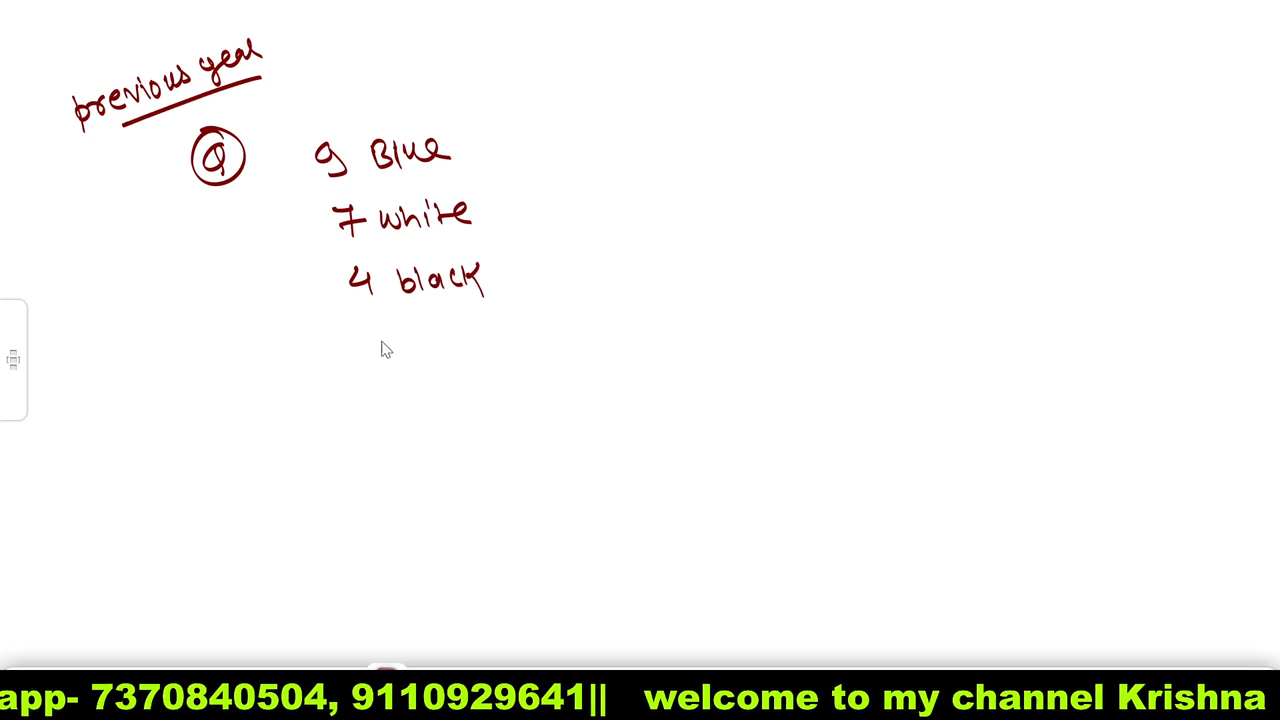 previous year
Q 9 Blue
7 white
4 black
app- 7370840504, 9110929641|| welcome to my channel Krishna